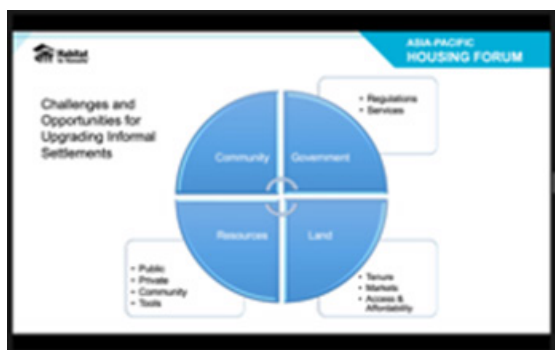 Habitat
for Humanity
ASIA-PACIFIC
HOUSING FORUM
Challenges and
Opportunities for
Upgrading Informal
Settlements
• Regulations
• Services
Community
Government
Resources
Land
• Public
• Private
• Community
• Tools
• Tenure
• Markets
• Access &
Affordability